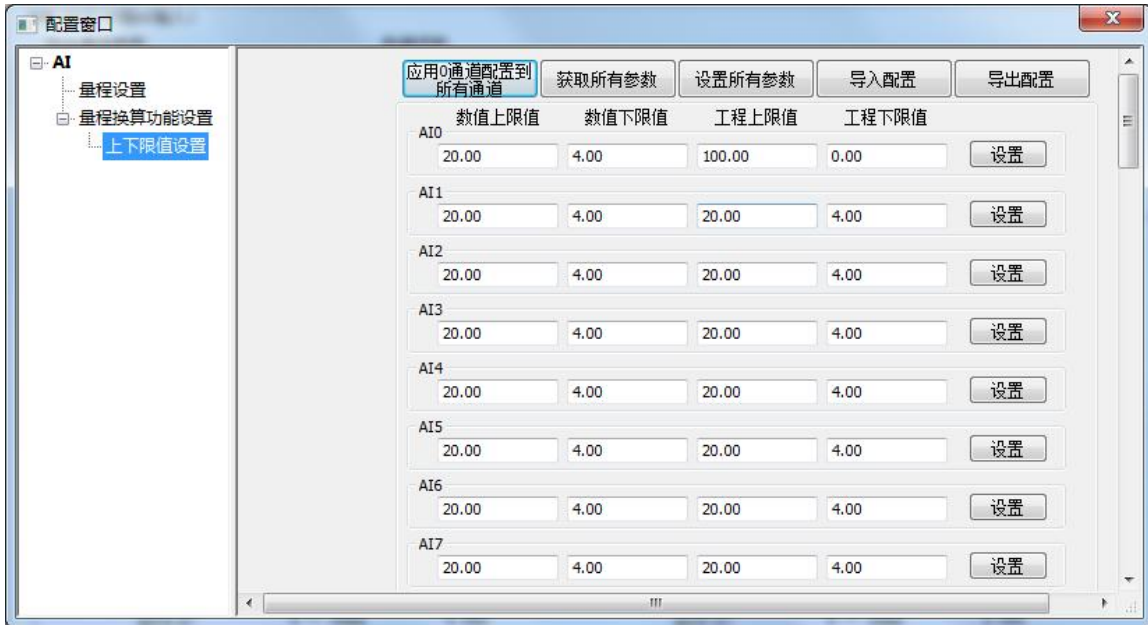 配置窗口
AI
量程设置
量程换算功能设置
上下限值设置
应用0通道配置到
所有通道
获取所有参数
设置所有参数
导入配置
导出配置
数值上限值 数值下限值 工程上限值 工程下限值
AI0
20.00 4.00 100.00 0.00 设置
AI1
20.00 4.00 20.00 4.00 设置
AI2
20.00 4.00 20.00 4.00 设置
AI3
20.00 4.00 20.00 4.00 设置
AI4
20.00 4.00 20.00 4.00 设置
AI5
20.00 4.00 20.00 4.00 设置
AI6
20.00 4.00 20.00 4.00 设置
AI7
20.00 4.00 20.00 4.00 设置